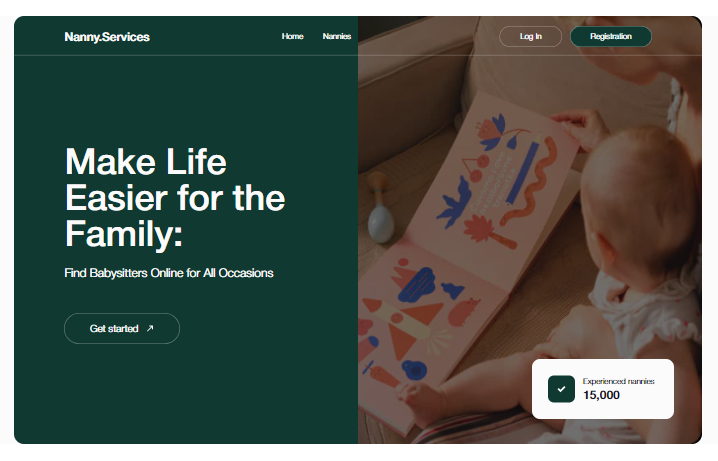 Nanny.Services
Home Nannies
Log In Registration
Make Life
Easier for the
Family:
Find Babysitters Online for All Occasions
Get started
Experienced nannies
15,000